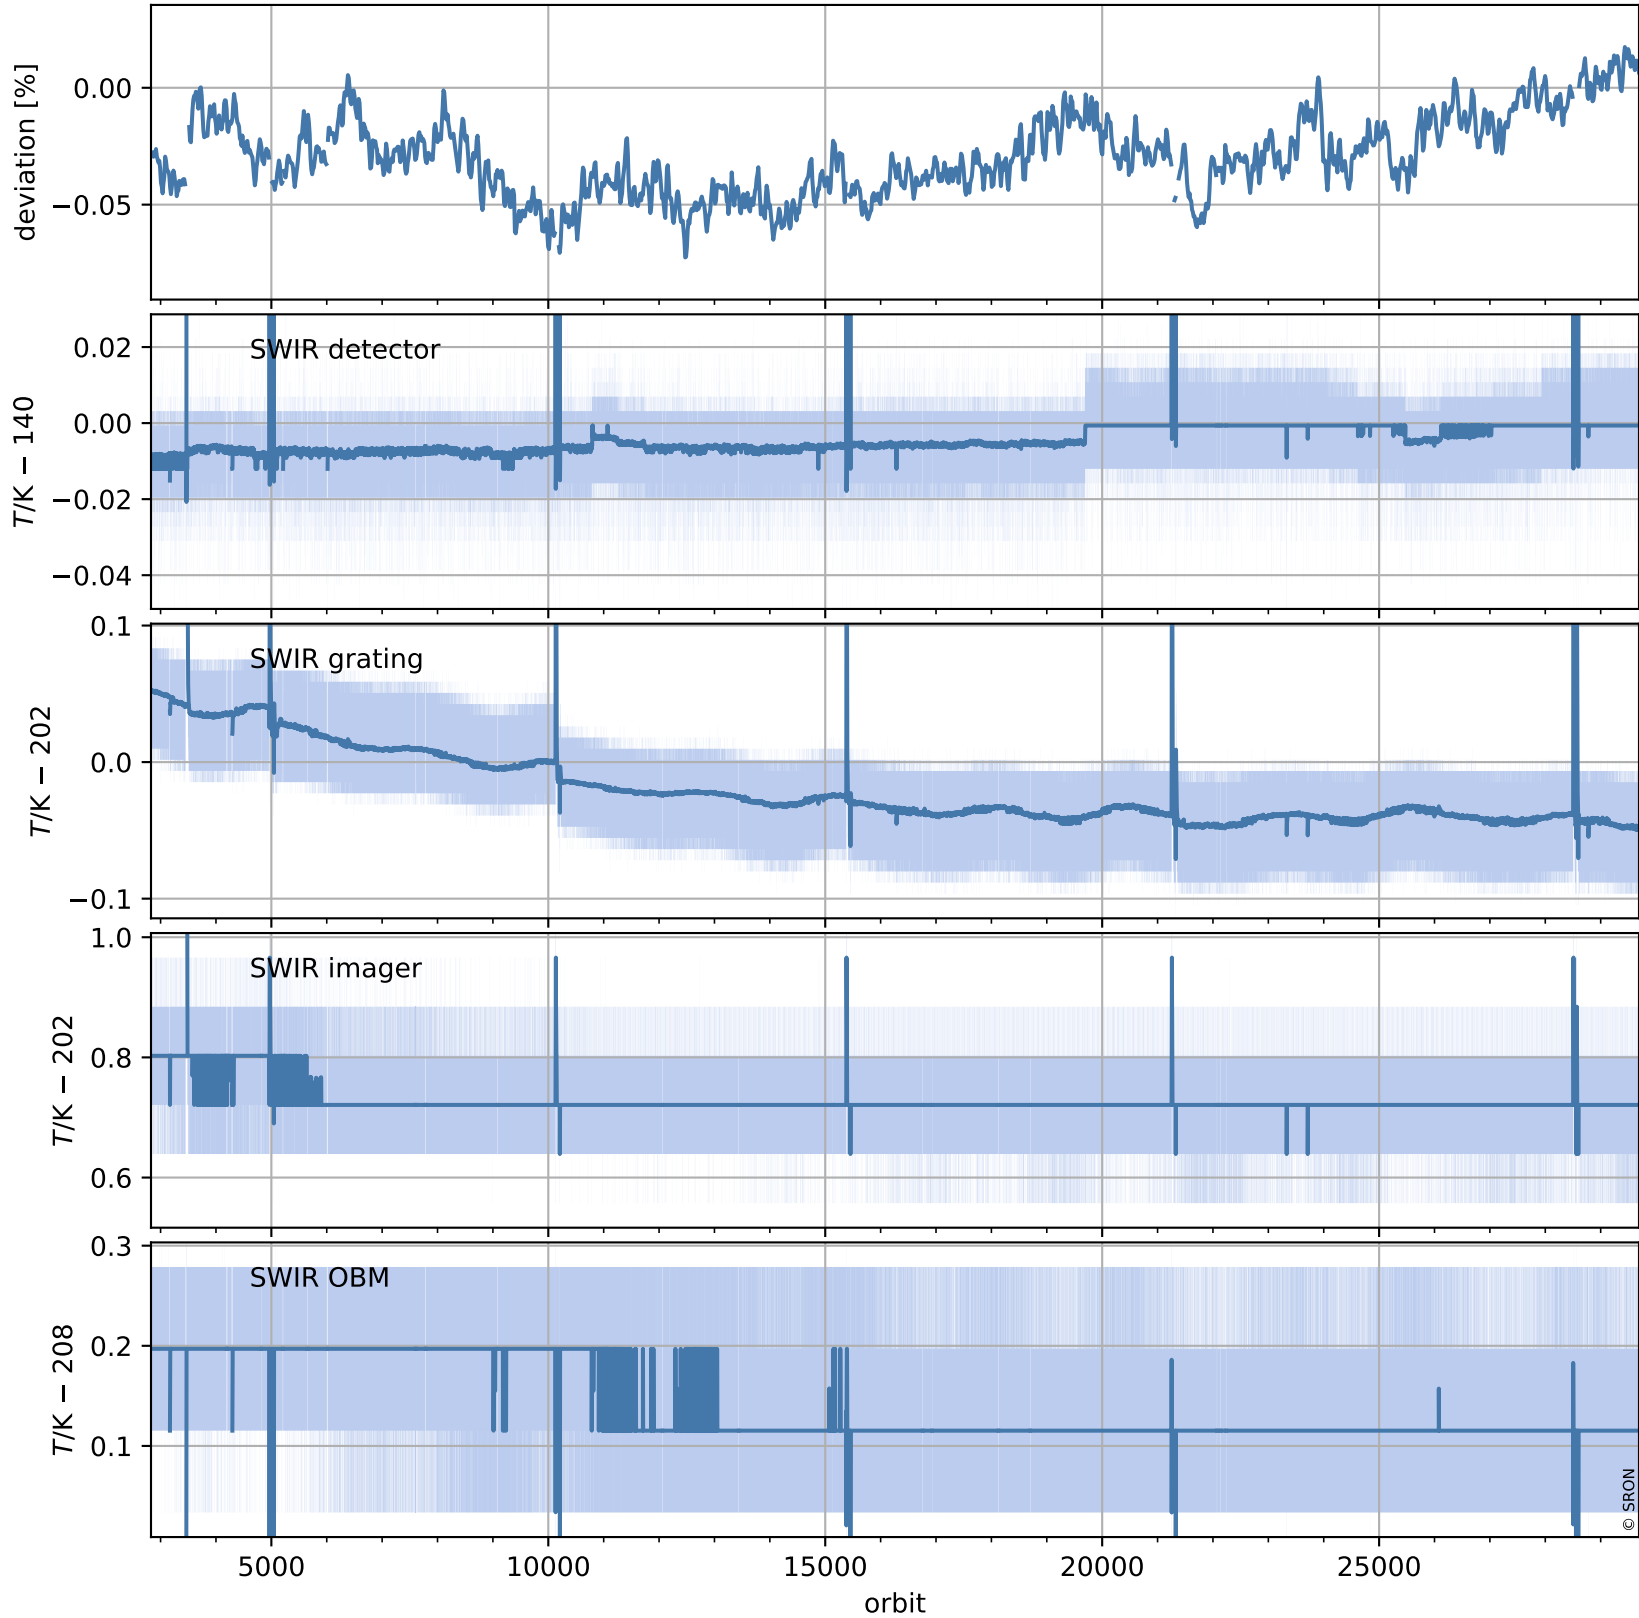 deviation [%]
0.00
−0.05
T/K − 140
SWIR detector
0.02
0.00
−0.02
−0.04
T/K − 202
SWIR grating
0.1
0.0
−0.1
T/K − 202
SWIR imager
1.0
0.8
0.6
T/K − 208
SWIR OBM
0.3
0.2
0.1
© SRON
5000 10000 15000 20000 25000
orbit